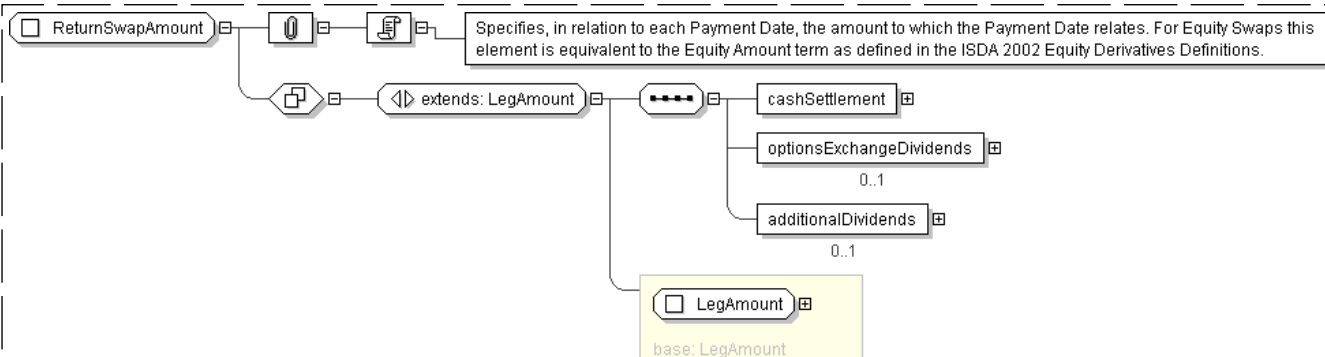 ReturnSwapAmount
Specifies, in relation to each Payment Date, the amount to which the Payment Date relates. For Equity Swaps this
element is equivalent to the Equity Amount term as defined in the ISDA 2002 Equity Derivatives Definitions.
extends: LegAmount
cashSettlement
optionsExchangeDividends
0..1
additionalDividends
0..1
LegAmount
base: LegAmount